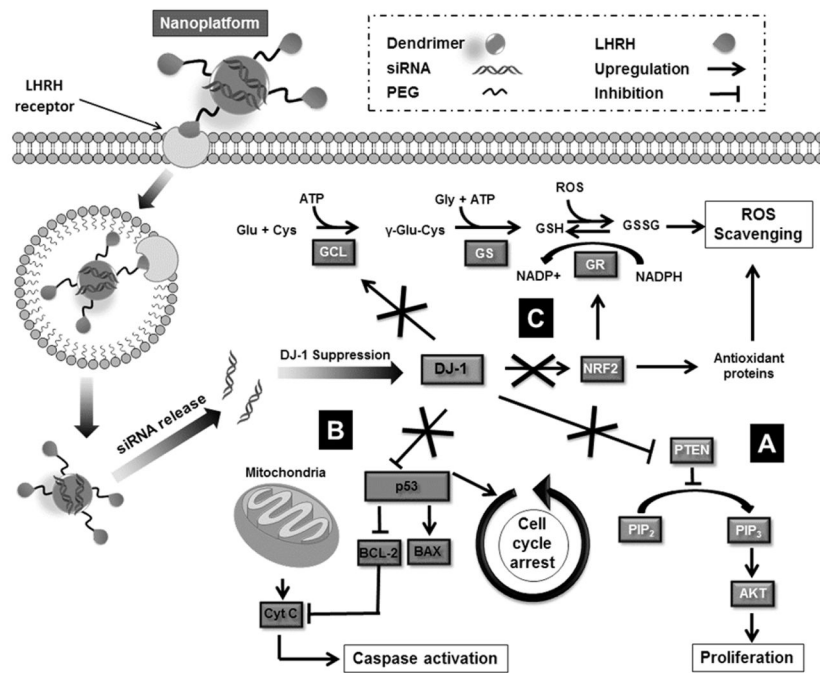 Nanoplatform
Dendrimer
LHRH
siRNA
Upregulation
PEG
Inhibition
LHRH
receptor
ATP
Glu + Cys
GCL
γ-Glu-Cys
Gly + ATP
GS
ROS
GSH
GSSG
GR
NADP+
NADPH
ROS
Scavenging
C
DJ-1 Suppression
DJ-1
NRF2
Antioxidant
proteins
siRNA release
B
A
Mitochondria
p53
BCL-2
BAX
Cyt C
Caspase activation
Cell
cycle
arrest
PTEN
PIP2
PIP3
AKT
Proliferation